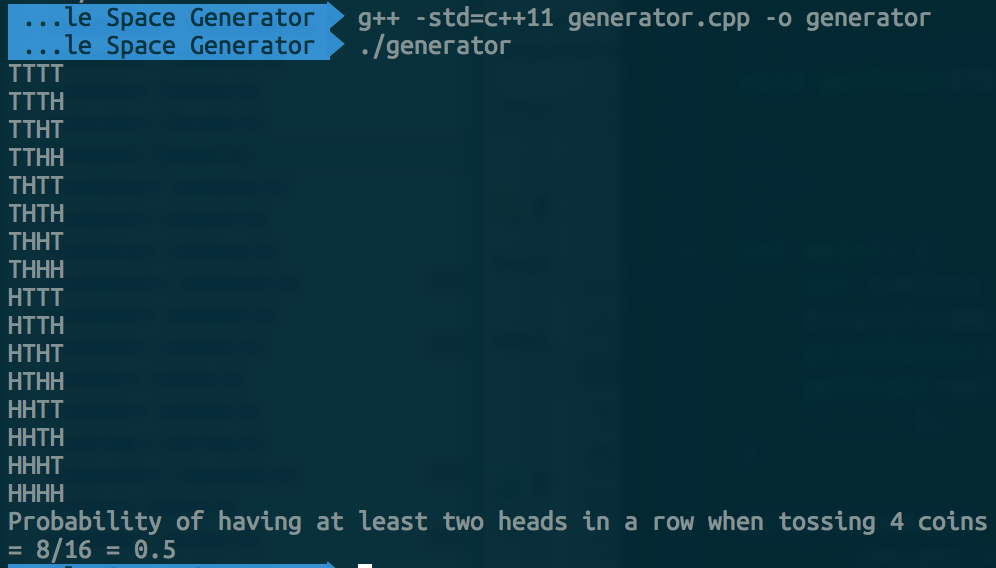 ...le Space Generator g++ -std=c++11 generator.cpp -o generator
...le Space Generator ./generator
TTTT
TTTH
TTHT
TTHH
THTT
THTH
THHT
THHH
HTTT
HTTH
HTHT
HTHH
HHTT
HHTH
HHHT
HHHH
Probability of having at least two heads in a row when tossing 4 coins
= 8/16 = 0.5